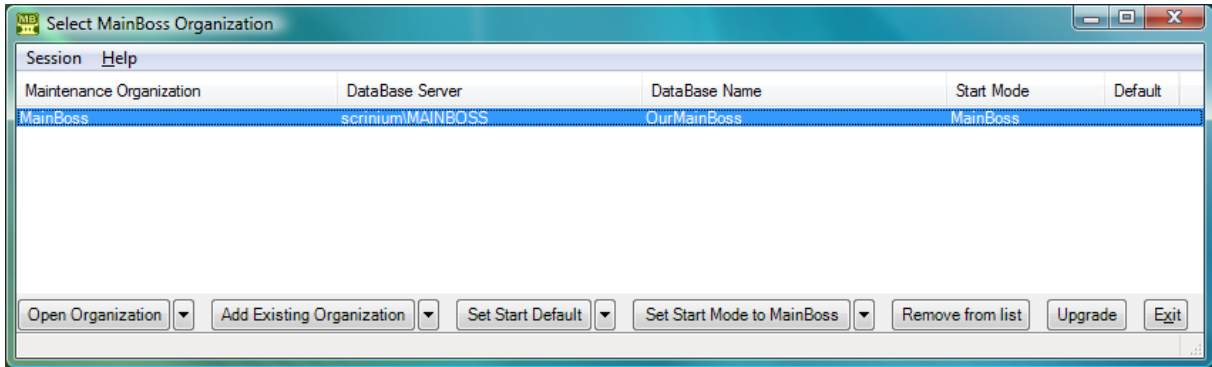 Select MainBoss Organization
Session Help
Maintenance Organization DataBase Server DataBase Name Start Mode Default
MainBoss scrinium\MAINBOSS OurMainBoss MainBoss
Open Organization Add Existing Organization Set Start Default Set Start Mode to MainBoss Remove from list Upgrade Exit